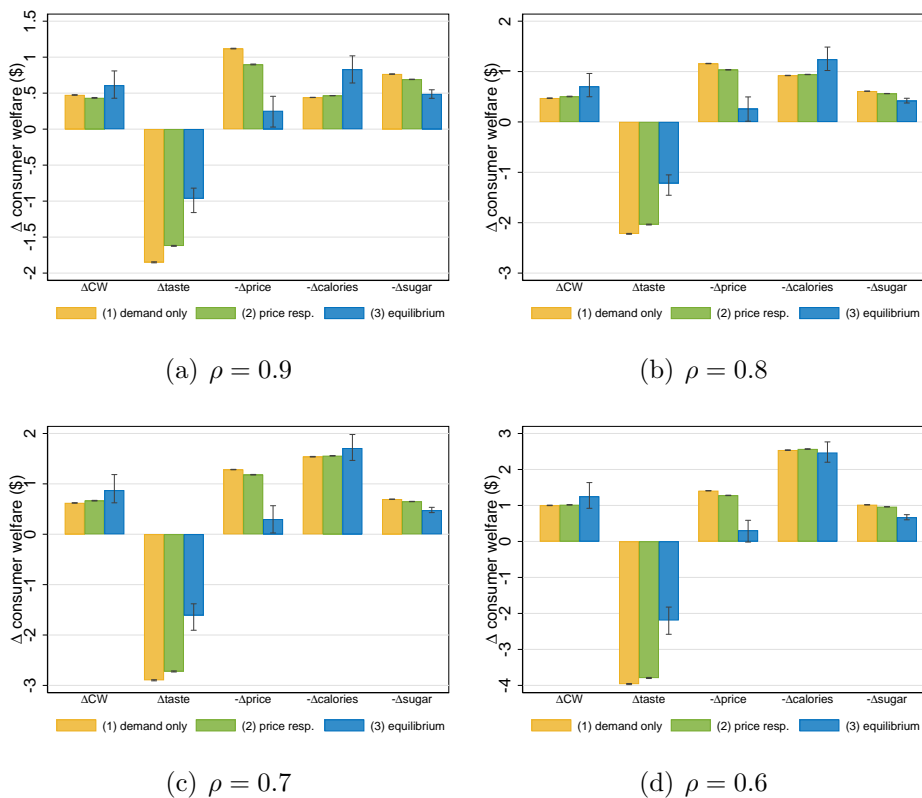 Δ consumer welfare ($)
1.5
1
.5
0
-.5
-1
-1.5
-2
ΔCW Δtaste -Δprice -Δcalories -Δsugar
(1) demand only (2) price resp. (3) equilibrium
(a) ρ = 0.9
Δ consumer welfare ($)
2
1
0
-1
-2
-3
ΔCW Δtaste -Δprice -Δcalories -Δsugar
(1) demand only (2) price resp. (3) equilibrium
(b) ρ = 0.8
Δ consumer welfare ($)
2
1
0
-1
-2
-3
ΔCW Δtaste -Δprice -Δcalories -Δsugar
(1) demand only (2) price resp. (3) equilibrium
(c) ρ = 0.7
Δ consumer welfare ($)
3
2
1
0
-1
-2
-3
-4
ΔCW Δtaste -Δprice -Δcalories -Δsugar
(1) demand only (2) price resp. (3) equilibrium
(d) ρ = 0.6